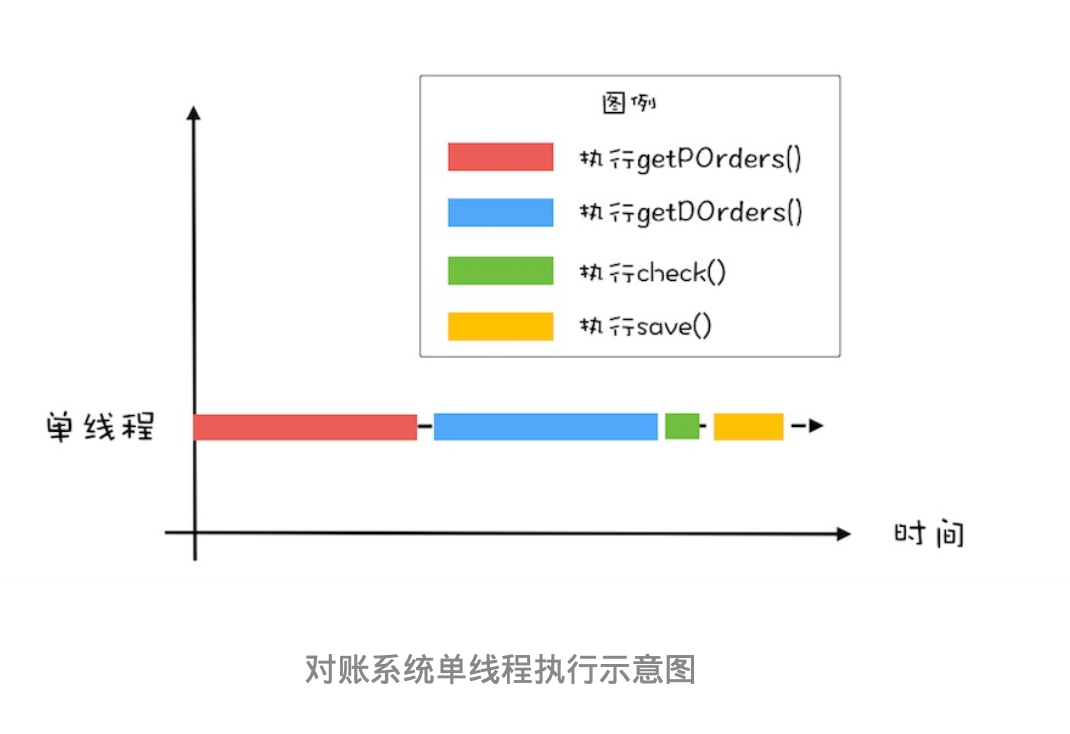 图例
执行getPOrders()
执行getDOrders()
执行check()
执行save()
单线程
时间
对账系统单线程执行示意图